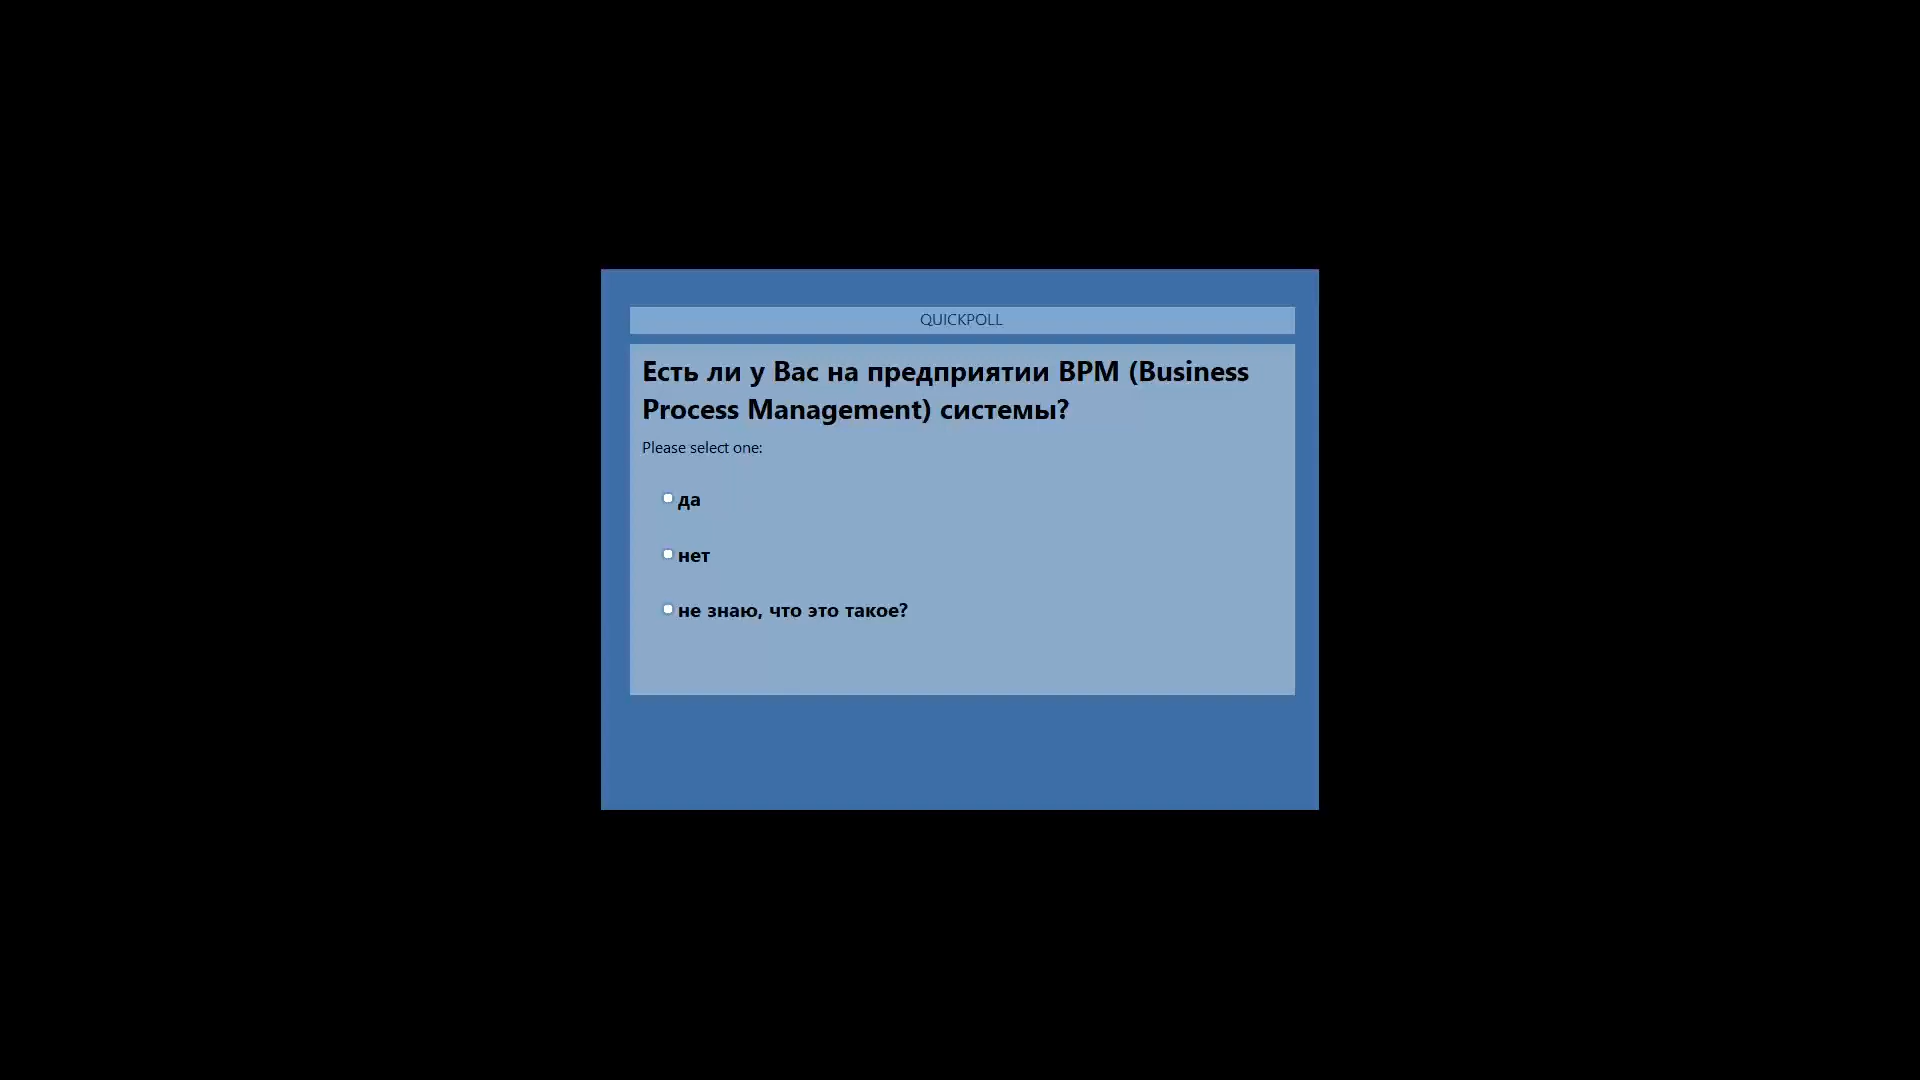 QUICKPOLL
Есть ли у Вас на предприятии BPM (Business
Process Management) системы?
Please select one:
да
нет
не знаю, что это такое?